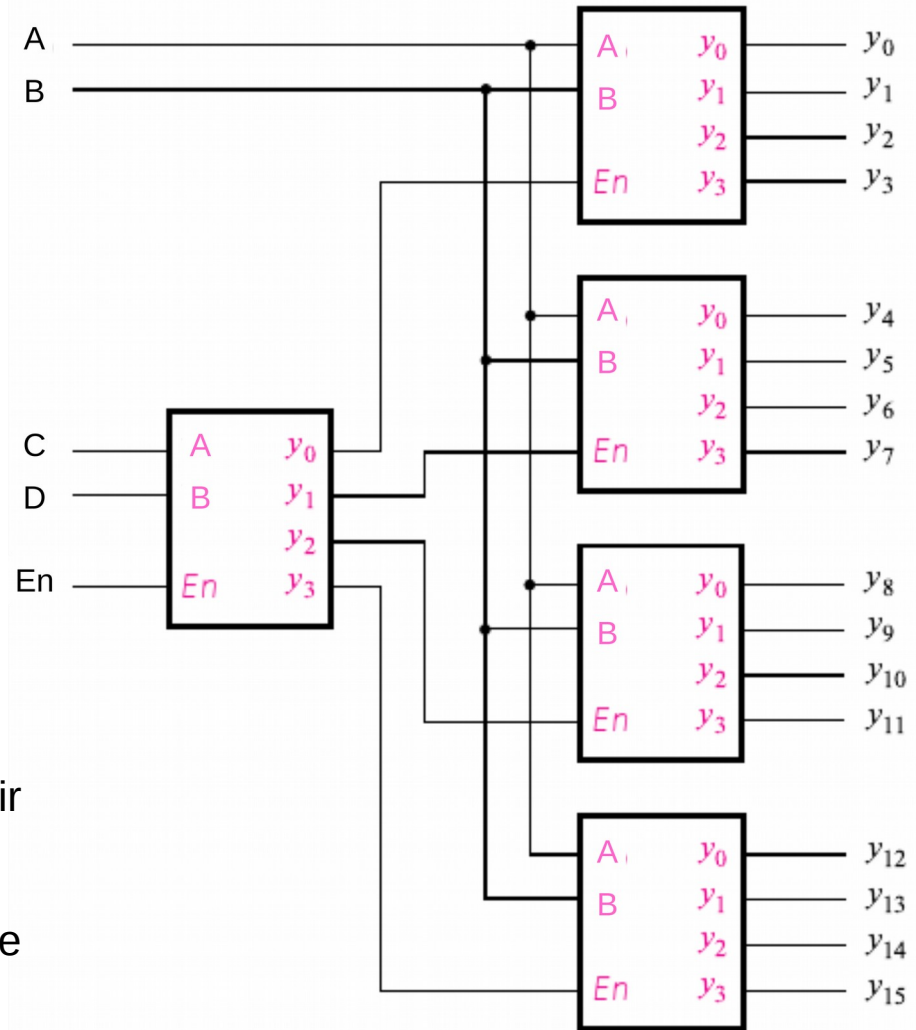 A A y0 y0
B B y1 y1
y2 y2
En y3 y3
A y0 y4
B y1 y5
y2 y6
En y3 y7
C A y0
D B y1
y2
En En y3
A y0 y8
B y1 y9
y2 y10
En y3 y11
ir
A y0 y12
B y1 y13
e y2 y14
En y3 y15